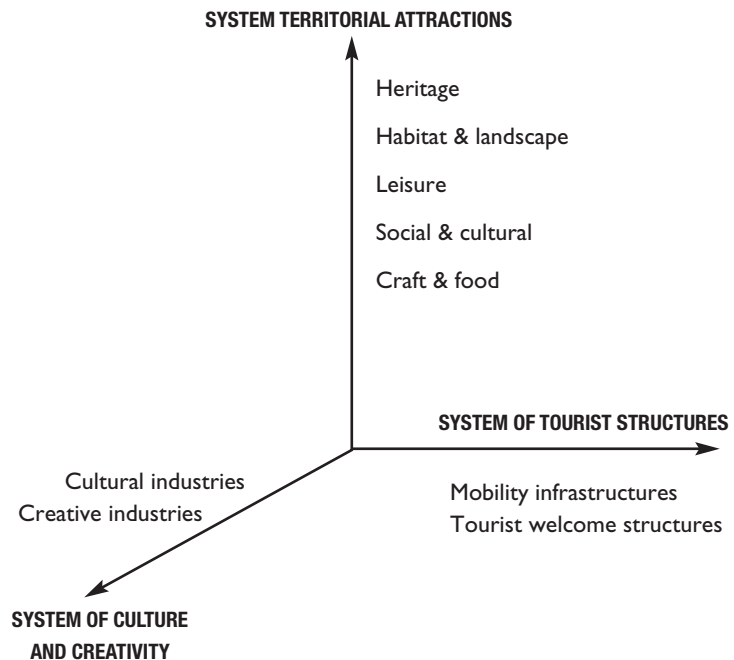 SYSTEM TERRITORIAL ATTRACTIONS
Heritage
Habitat & landscape
Leisure
Social & cultural
Craft & food
SYSTEM OF TOURIST STRUCTURES
Mobility infrastructures
Tourist welcome structures
Cultural industries
Creative industries
SYSTEM OF CULTURE
AND CREATIVITY